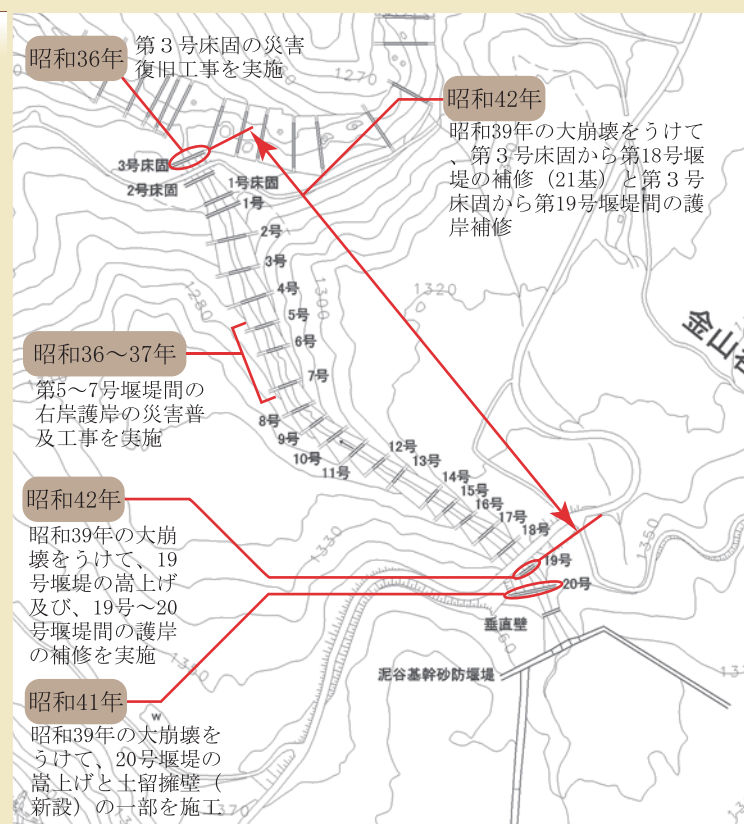 昭和36年
第３号床固の災害
復旧工事を実施
昭和42年
昭和39年の大崩壊をうけて
、第３号床固から第18号堰
堤の補修（21基）と第３号
床固から第19号堰堤間の護
岸補修
1270
3号床固
2号床固
1号床固
1号
2号
3号
4号
5号
6号
7号
8号
9号
10号
11号
12号
13号
14号
15号
16号
17号
18号
19号
20号
1280
1300
1320
1330
1350
1350
1370
金山
垂直壁
泥谷基幹砂防堰堤
昭和36～37年
第5～7号堰堤間の
右岸護岸の災害普
及工事を実施
昭和42年
昭和39年の大崩
壊をうけて、19
号堰堤の嵩上げ
及び、19号～20
号堰堤間の護岸
の補修を実施
昭和41年
昭和39年の大崩壊を
うけて、20号堰堤の
嵩上げと土留擁壁（
新設）の一部を施工
w